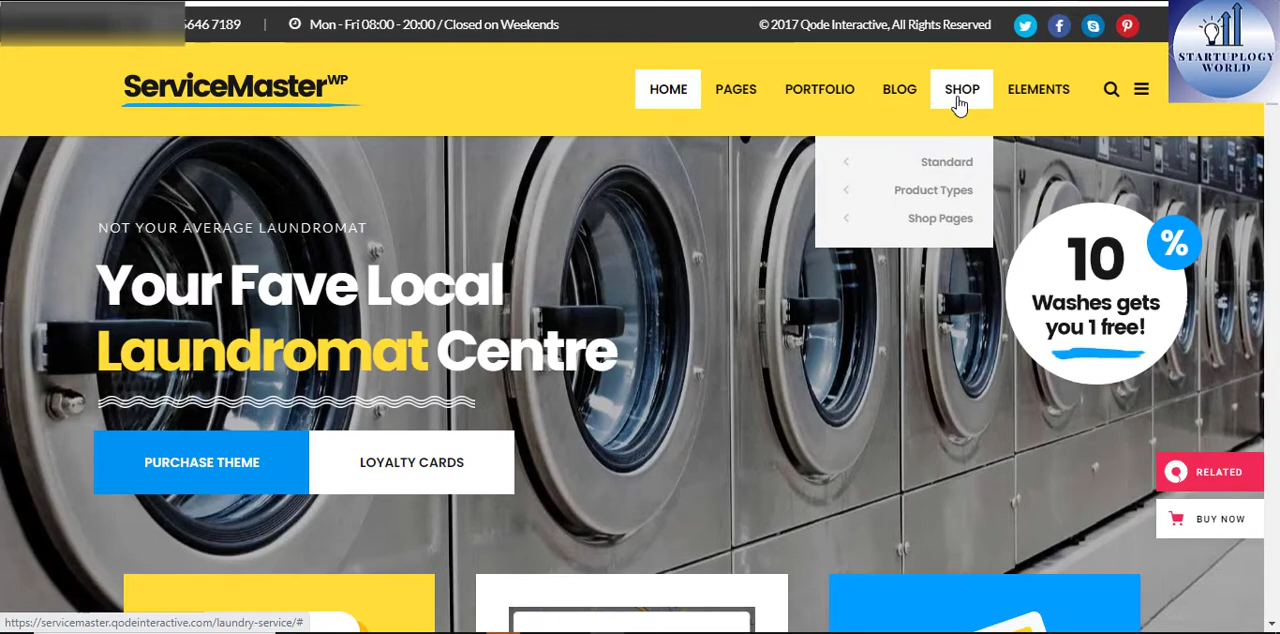 5646 7189 | Mon - Fri 08:00 - 20:00 / Closed on Weekends © 2017 Qode Interactive, All Rights Reserved
STARTUPLOGY
WORLD
ServiceMasterWP
HOME PAGES PORTFOLIO BLOG SHOP ELEMENTS
Standard
Product Types
Shop Pages
NOT YOUR AVERAGE LAUNDROMAT
Your Fave Local
Laundromat Centre
10
%
Washes gets
you 1 free!
PURCHASE THEME LOYALTY CARDS
RELATED
BUY NOW
https://servicemaster.qodeinteractive.com/laundry-service/#